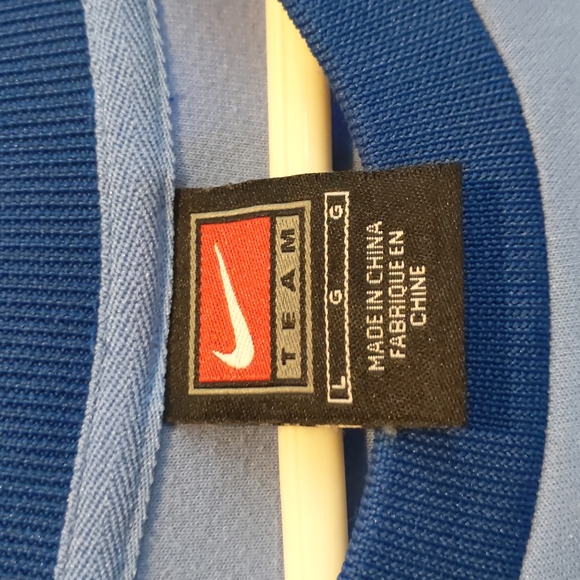 TEAM
L G G
MADE IN CHINA
FABRIQUE EN
CHINE